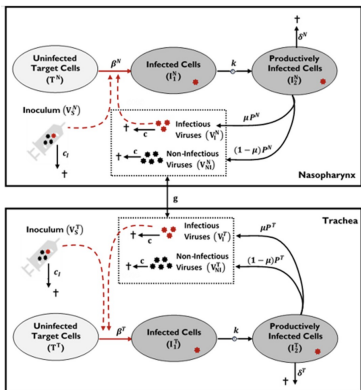 Uninfected
Target Cells
(T^N)
β^N
Infected Cells
(I_1^N)
k
Productively
Infected Cells
(I_2^N)
δ^N
†
Inoculum (V_S^N)
c_I
†
† c
Infectious
Viruses (V_I^N)
† c
Non-Infectious
Viruses (V_NI^N)
μP^N
(1 − μ)P^N
Nasopharynx
g
Trachea
Inoculum (V_S^T)
c_I
†
† c
Infectious
Viruses (V_I^T)
† c
Non-Infectious
Viruses (V_NI^T)
μP^T
(1 − μ)P^T
Uninfected
Target Cells
(T^T)
β^T
Infected Cells
(I_1^T)
k
Productively
Infected Cells
(I_2^T)
δ^T
†